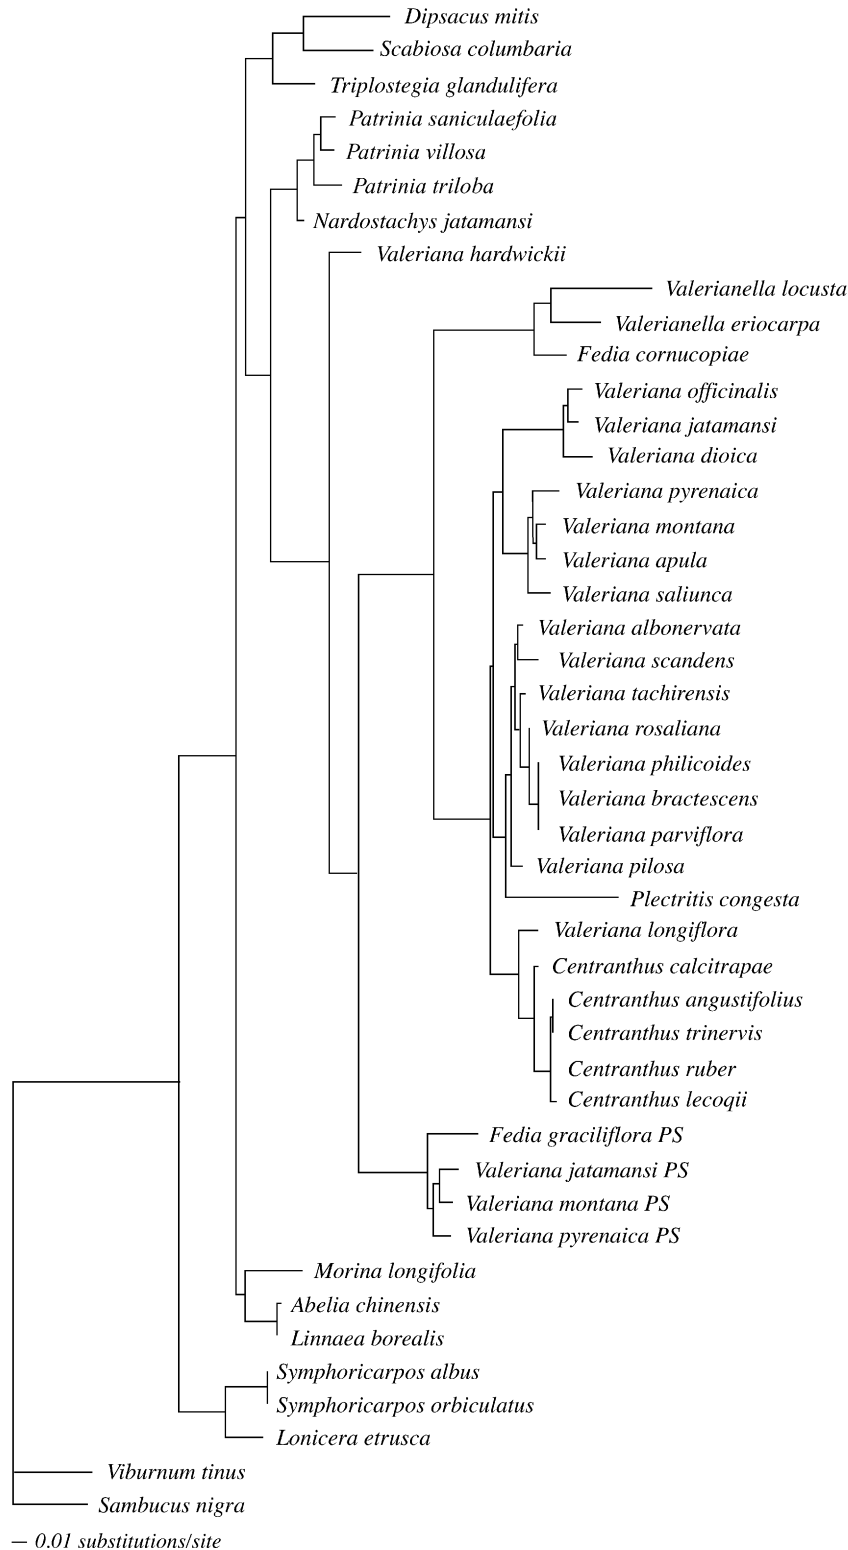 Dipsacus mitis
Scabiosa columbaria
Triplostegia glandulifera
Patrinia saniculaefolia
Patrinia villosa
Patrinia triloba
Nardostachys jatamansi
Valeriana hardwickii
Valerianella locusta
Valerianella eriocarpa
Fedia cornucopiae
Valeriana officinalis
Valeriana jatamansi
Valeriana dioica
Valeriana pyrenaica
Valeriana montana
Valeriana apula
Valeriana saliunca
Valeriana albonervata
Valeriana scandens
Valeriana tachirensis
Valeriana rosaliana
Valeriana philicoides
Valeriana bractescens
Valeriana parviflora
Valeriana pilosa
Plectritis congesta
Valeriana longiflora
Centranthus calcitrapae
Centranthus angustifolius
Centranthus trinervis
Centranthus ruber
Centranthus lecoqii
Fedia graciliflora PS
Valeriana jatamansi PS
Valeriana montana PS
Valeriana pyrenaica PS
Morina longifolia
Abelia chinensis
Linnaea borealis
Symphoricarpos albus
Symphoricarpos orbiculatus
Lonicera etrusca
Viburnum tinus
Sambucus nigra
0.01 substitutions/site